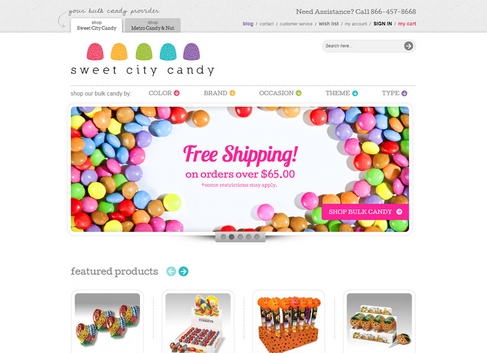 your bulk candy provider
shop
Sweet City Candy
shop
Metro Candy & Nut
Need Assistance? Call 866-457-8668
blog / contact / customer service / wish list / my account / SIGN IN / my cart
Search here...
sweet city candy
shop our bulk candy by:
COLOR
BRAND
OCCASION
THEME
TYPE
Free Shipping!
on orders over $65.00
*some restrictions may apply.
SHOP BULK CANDY
featured products